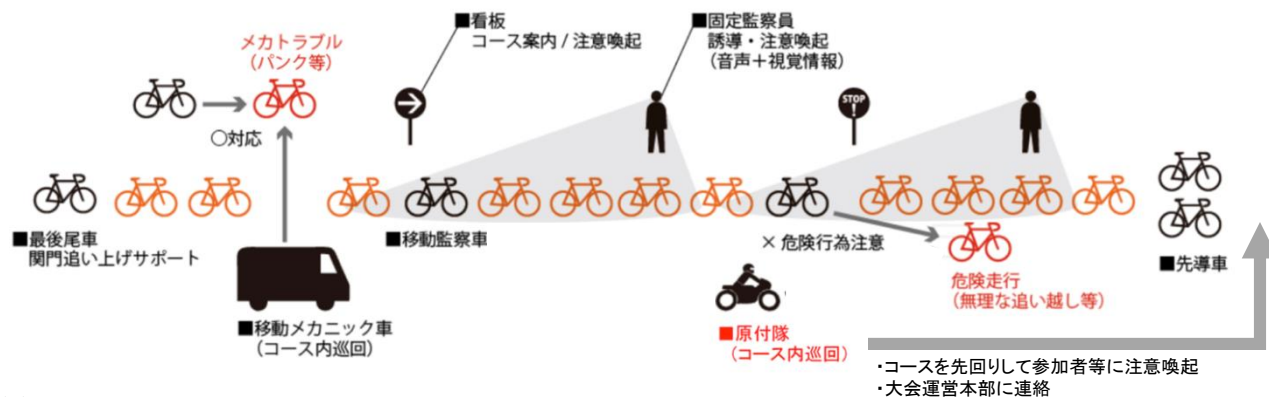 ■看板
コース案内 / 注意喚起
■固定監察員
誘導・注意喚起
（音声＋視覚情報）
メカトラブル
（パンク等）
STOP
!
○対応
■最後尾車
関門追い上げサポート
■移動監察車
× 危険行為注意
■先導車
危険走行
（無理な追い越し等）
■移動メカニック車
（コース内巡回）
■原付隊
（コース内巡回）
・コースを先回りして参加者等に注意喚起
・大会運営本部に連絡